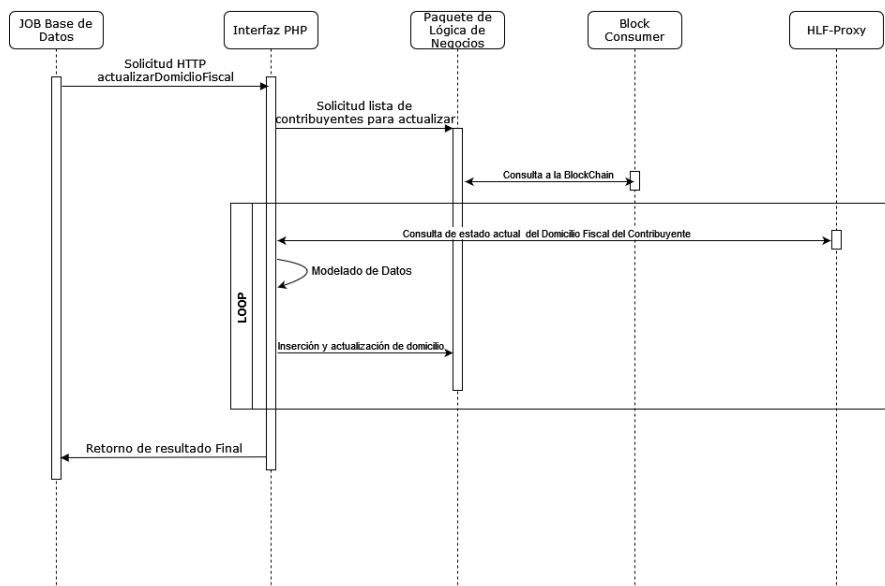 JOB Base de
Datos
Interfaz PHP
Paquete de
Lógica de
Negocios
Block
Consumer
HLF-Proxy
Solicitud HTTP
actualizarDomiclioFiscal
Solicitud lista de
contribuyentes para actualizar
Consulta a la BlockChain
Consulta de estado actual del Domicilio Fiscal del Contribuyente
Modelado de Datos
LOOP
Inserción y actualización de domicilio
Retorno de resultado Final